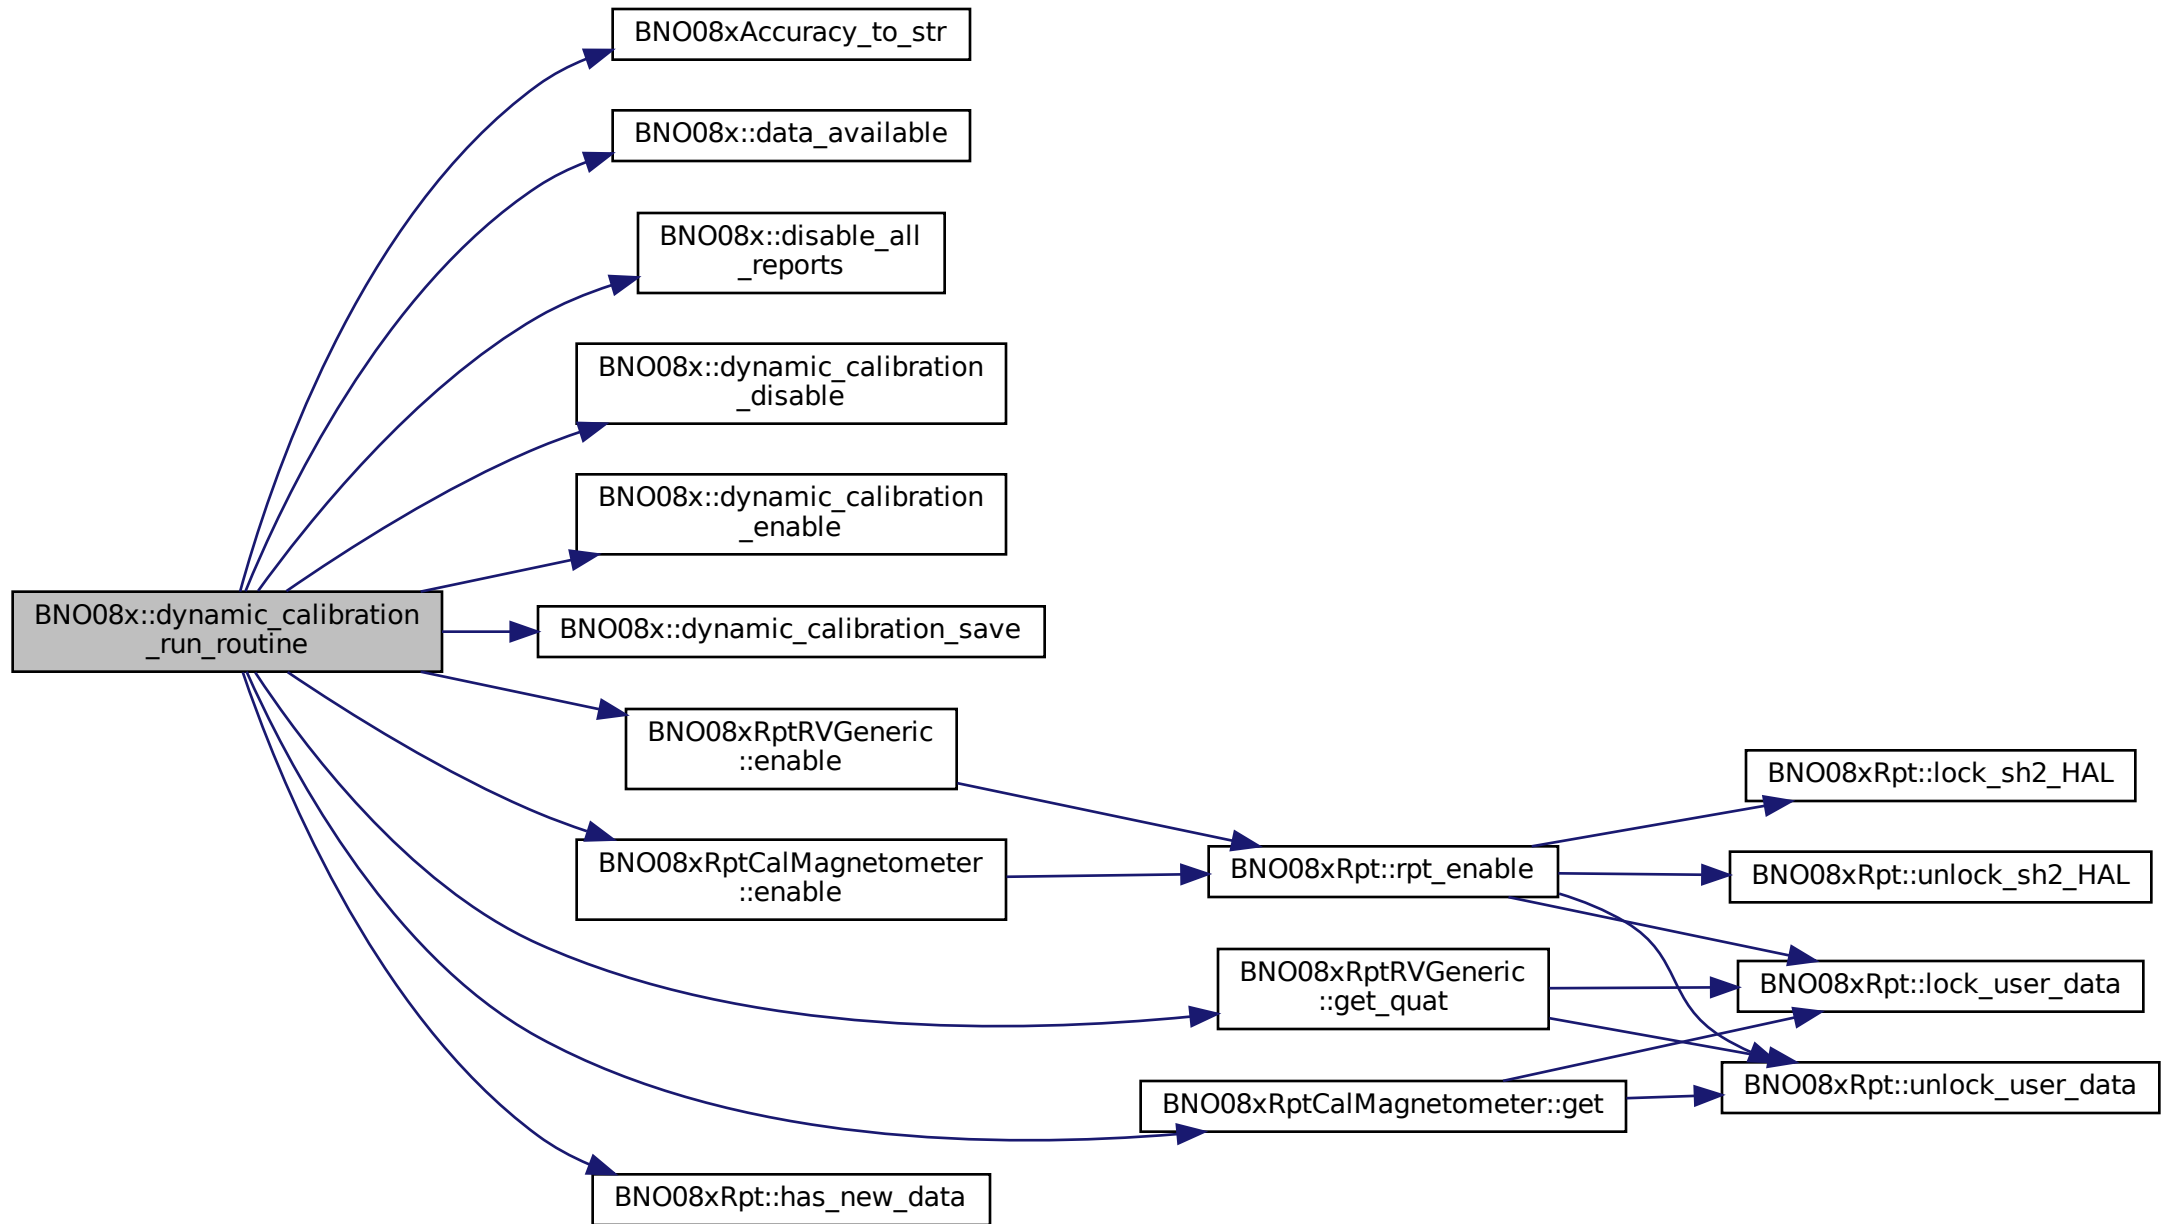 BNO08xAccuracy_to_str
BNO08x::data_available
BNO08x::disable_all
_reports
BNO08x::dynamic_calibration
_disable
BNO08x::dynamic_calibration
_enable
BNO08x::dynamic_calibration
_run_routine
BNO08x::dynamic_calibration_save
BNO08xRptRVGeneric
::enable
BNO08xRpt::lock_sh2_HAL
BNO08xRptCalMagnetometer
::enable
BNO08xRpt::rpt_enable
BNO08xRpt::unlock_sh2_HAL
BNO08xRptRVGeneric
::get_quat
BNO08xRpt::lock_user_data
BNO08xRptCalMagnetometer::get
BNO08xRpt::unlock_user_data
BNO08xRpt::has_new_data